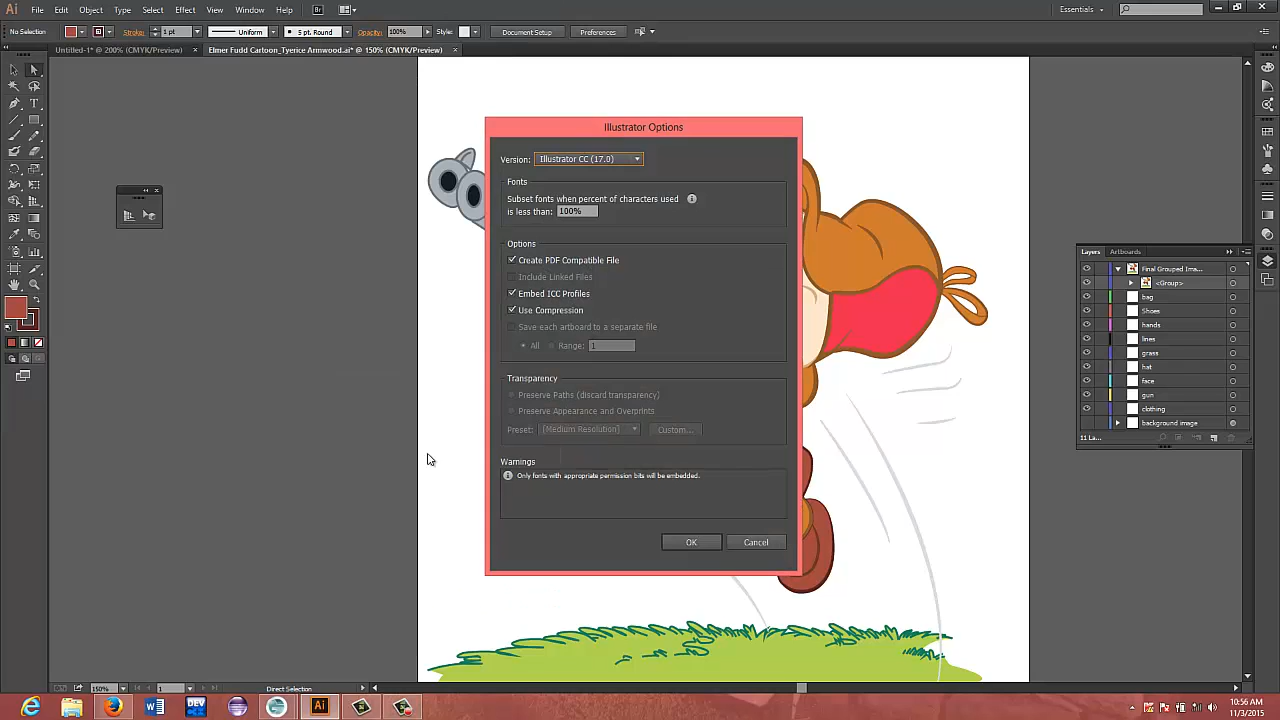 Ai File Edit Object Type Select Effect View Window Help Br Essentials
No Selection Stroke: 1 pt Uniform 5 pt. Round Opacity: 100% Style: Document Setup Preferences
Untitled-1* @ 200% (CMYK/Preview) Elmer Fudd Cartoon_Tyerice Armwood.ai* @ 150% (CMYK/Preview)
Illustrator Options
Version: Illustrator CC (17.0)
Fonts
Subset fonts when percent of characters used
is less than: 100%
Options
Create PDF Compatible File
Include Linked Files
Embed ICC Profiles
Use Compression
Save each artboard to a separate file
All Range: 1
Transparency
Preserve Paths (discard transparency)
Preserve Appearance and Overprints
Preset: [Medium Resolution] Custom...
Warnings
Only fonts with appropriate permission bits will be embedded.
OK Cancel
Layers Artboards
Final Grouped Ima...
<Group>
bag
Shoes
hands
lines
grass
hat
face
gun
clothing
background image
11 La...
150% 1 Direct Selection
W DEV Ai
10:56 AM
11/3/2015